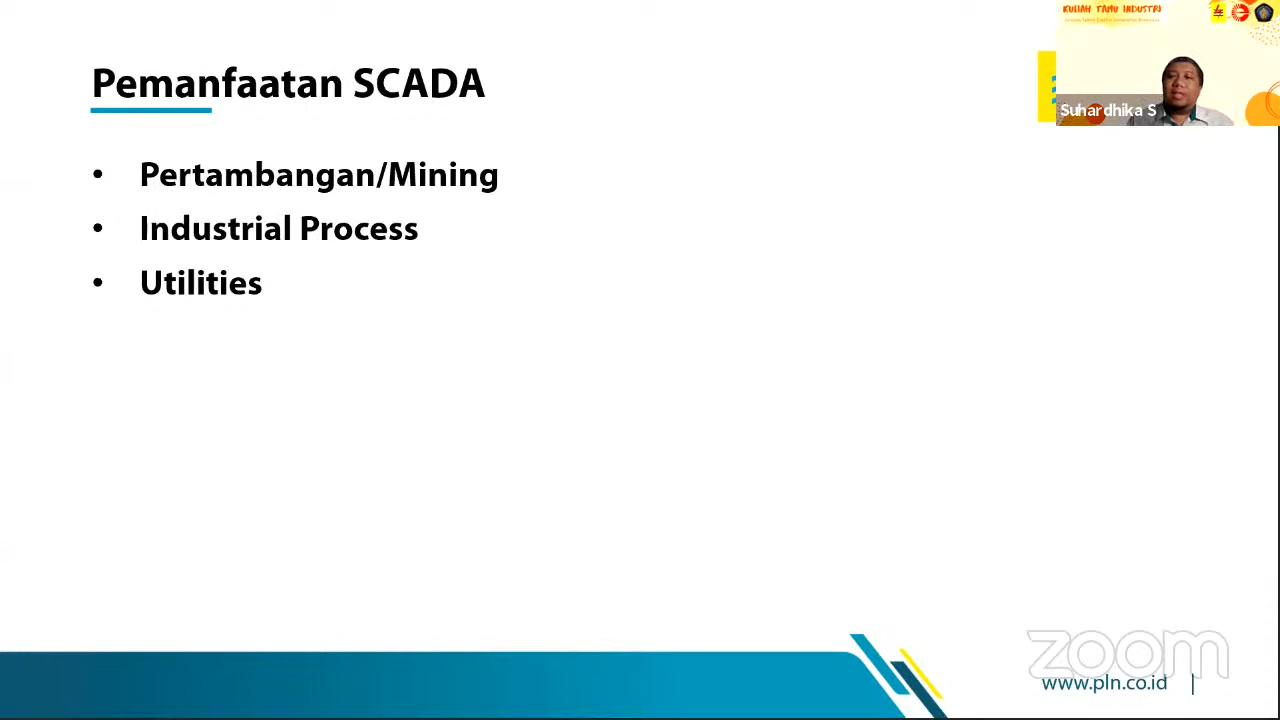 KULIAH TAMU INDUSTRI
Pemanfaatan SCADA
Suhardhika S
• Pertambangan/Mining
• Industrial Process
• Utilities
zoom
www.pln.co.id |